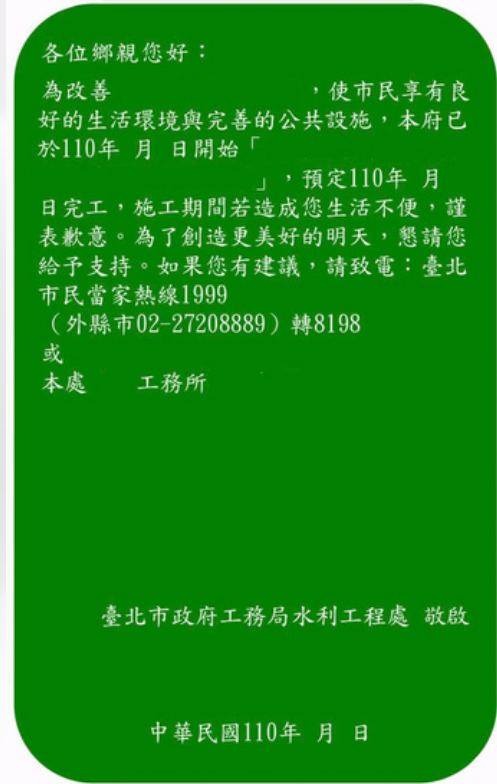 各位鄉親您好：
為改善　　　　　　　　，使市民享有良
好的生活環境與完善的公共設施，本府已
於110年 月 日開始「
」，預定110年 月
日完工，施工期間若造成您生活不便，謹
表歉意。為了創造更美好的明天，懇請您
給予支持。如果您有建議，請致電：臺北
市民當家熱線1999
（外縣市02-27208889）轉8198
或
本處　　工務所
臺北市政府工務局水利工程處 敬啟
中華民國110年 月 日